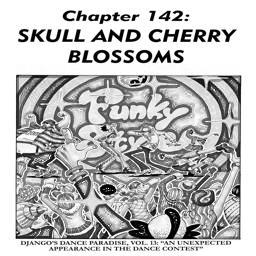 Chapter 142:
SKULL AND CHERRY
BLOSSOMS
Funky
DJANGO'S DANCE PARADISE, VOL. 13: "AN UNEXPECTED
APPEARANCE IN THE DANCE CONTEST"